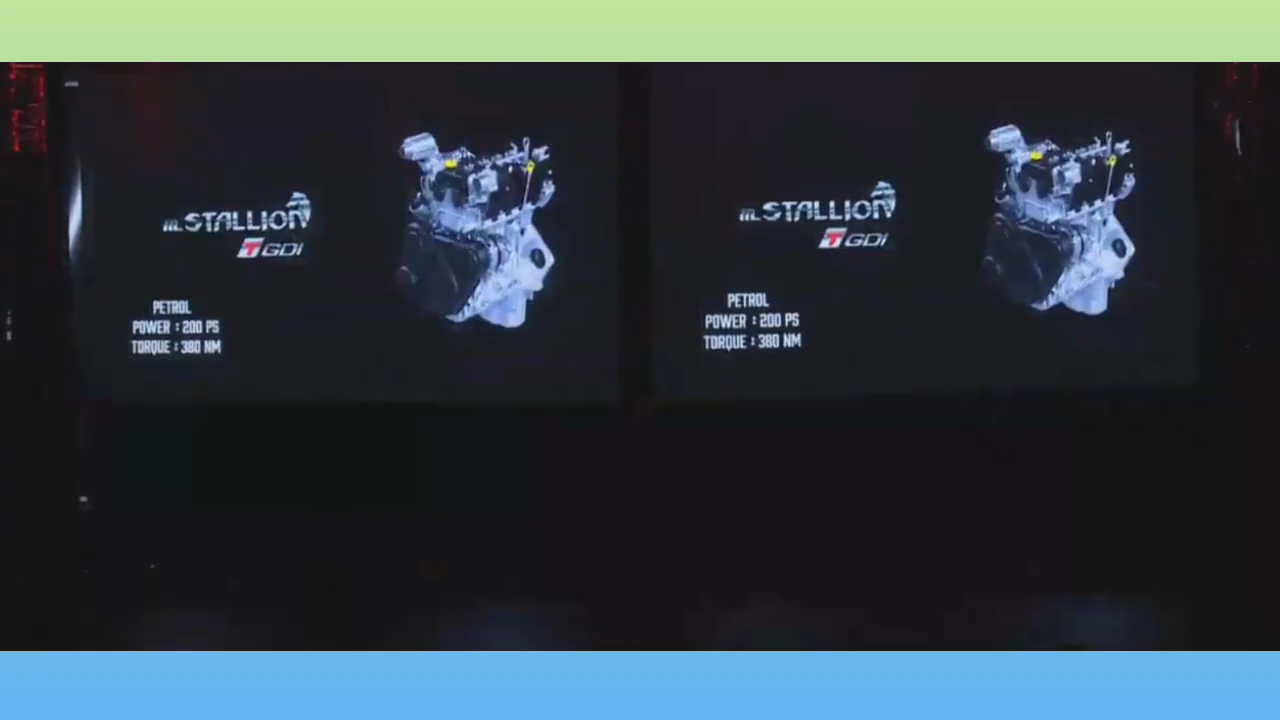 mSTALLION
TGDi
PETROL
POWER : 200 PS
TORQUE : 380 NM
mSTALLION
TGDi
PETROL
POWER : 200 PS
TORQUE : 380 NM